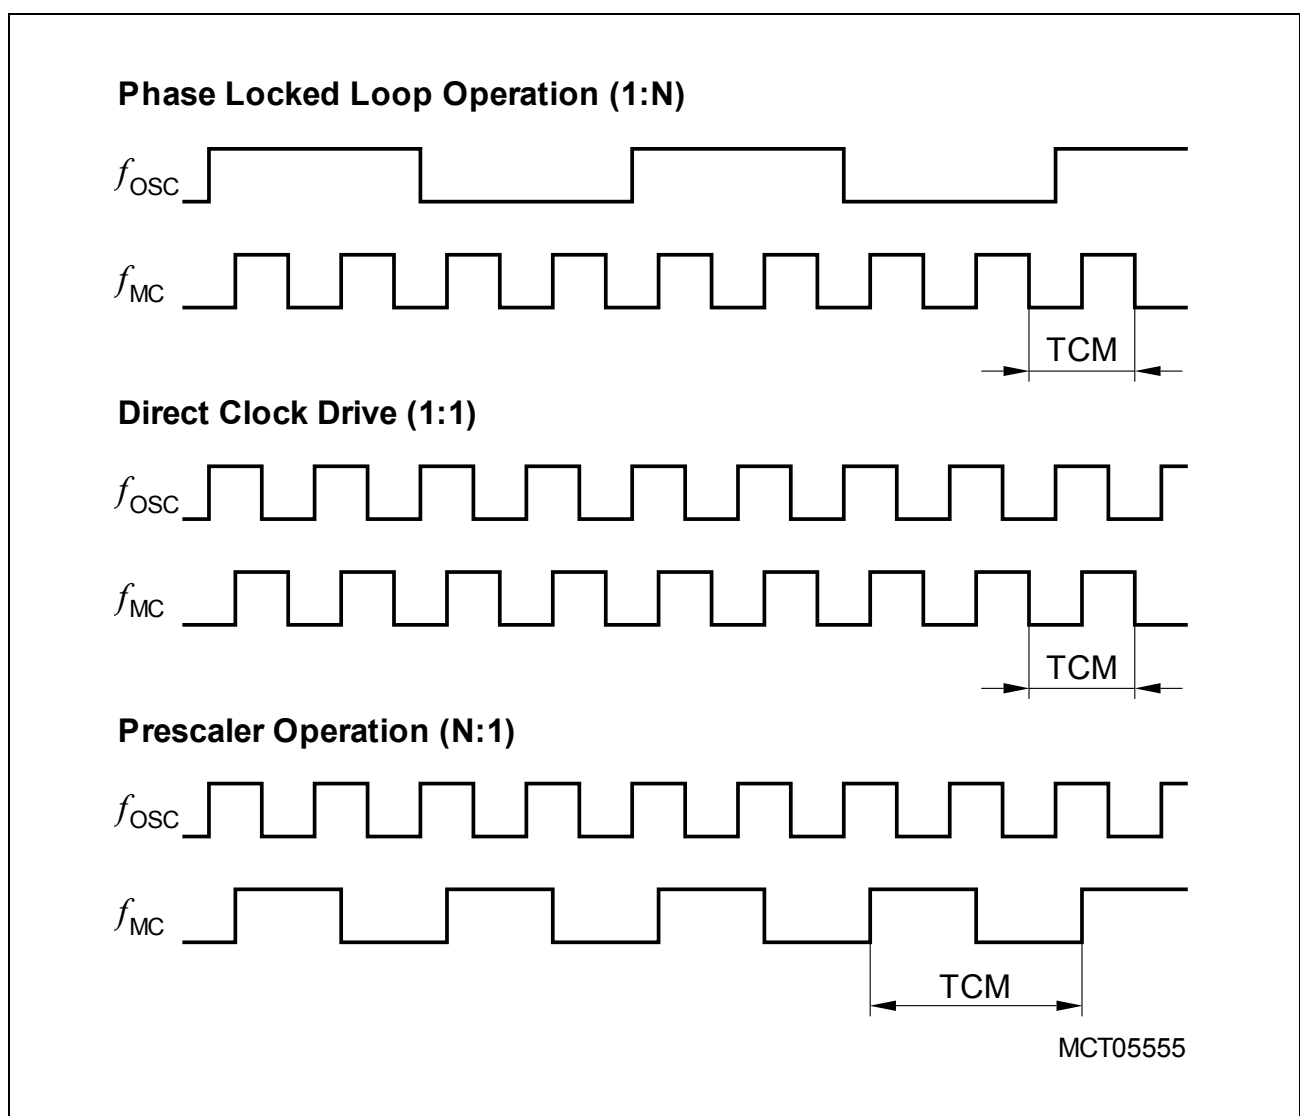 Phase Locked Loop Operation (1:N)
fOSC
fMC
TCM
Direct Clock Drive (1:1)
fOSC
fMC
TCM
Prescaler Operation (N:1)
fOSC
fMC
TCM
MCT05555